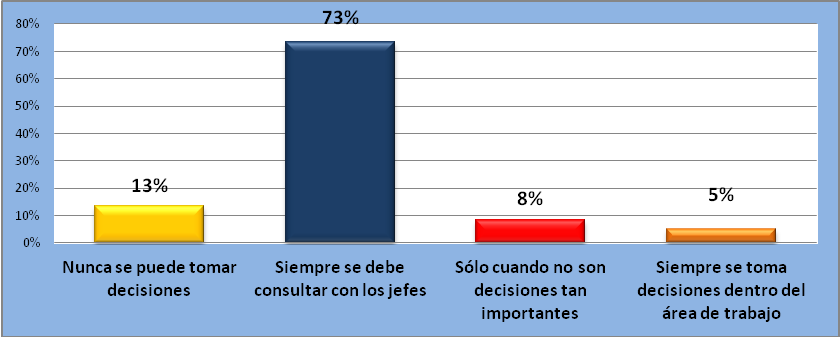 80%
70%
60%
50%
40%
30%
20%
10%
0%
13%
73%
8%
5%
Nunca se puede tomar
decisiones
Siempre se debe
consultar con los jefes
Sólo cuando no son
decisiones tan
importantes
Siempre se toma
decisiones dentro del
área de trabajo